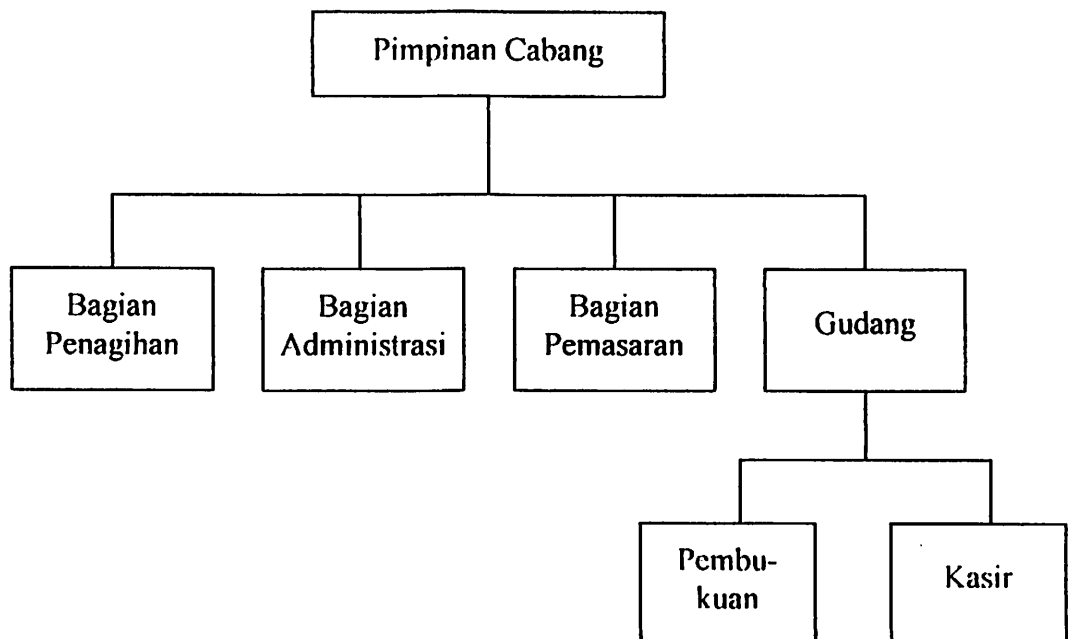 Pimpinan Cabang
Bagian
Penagihan
Bagian
Administrasi
Bagian
Pemasaran
Gudang
Pembu-
kuan
Kasir